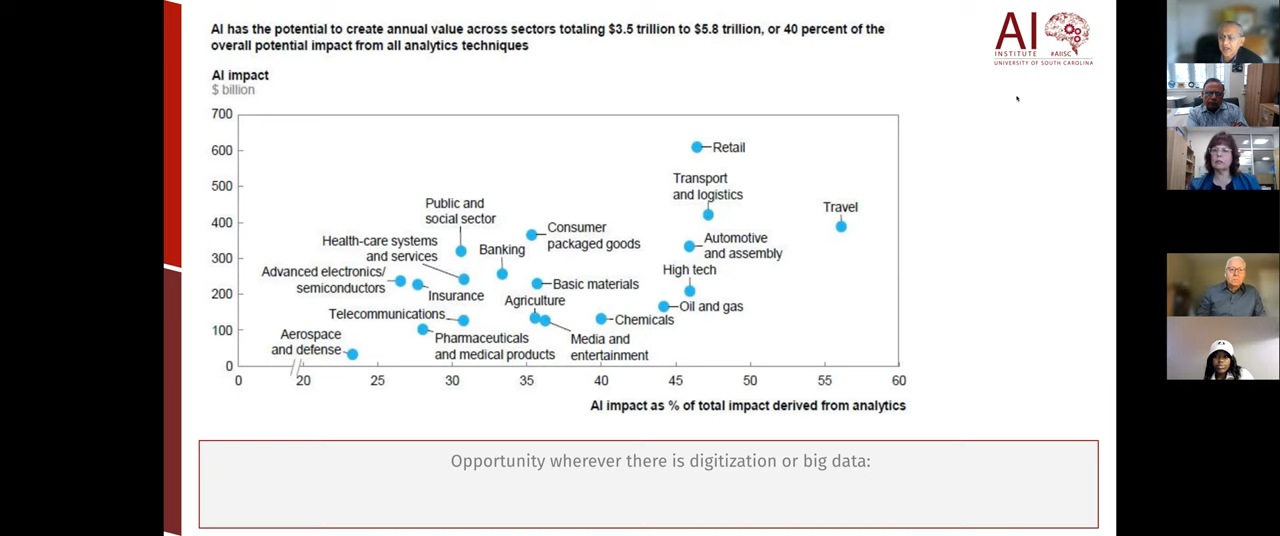 AI has the potential to create annual value across sectors totaling $3.5 trillion to $5.8 trillion, or 40 percent of the
overall potential impact from all analytics techniques
AI
INSTITUTE #AIISC
UNIVERSITY OF SOUTH CAROLINA
AI impact
$ billion
700
600
500
400
300
200
100
0
Retail
Transport
and logistics
Travel
Public and
social sector
Consumer
packaged goods
Automotive
and assembly
Health-care systems
and services
Banking
High tech
Advanced electronics/
semiconductors
Insurance
Basic materials
Agriculture
Oil and gas
Telecommunications
Chemicals
Aerospace
and defense
Pharmaceuticals
and medical products
Media and
entertainment
0 20 25 30 35 40 45 50 55 60
AI impact as % of total impact derived from analytics
Opportunity wherever there is digitization or big data: